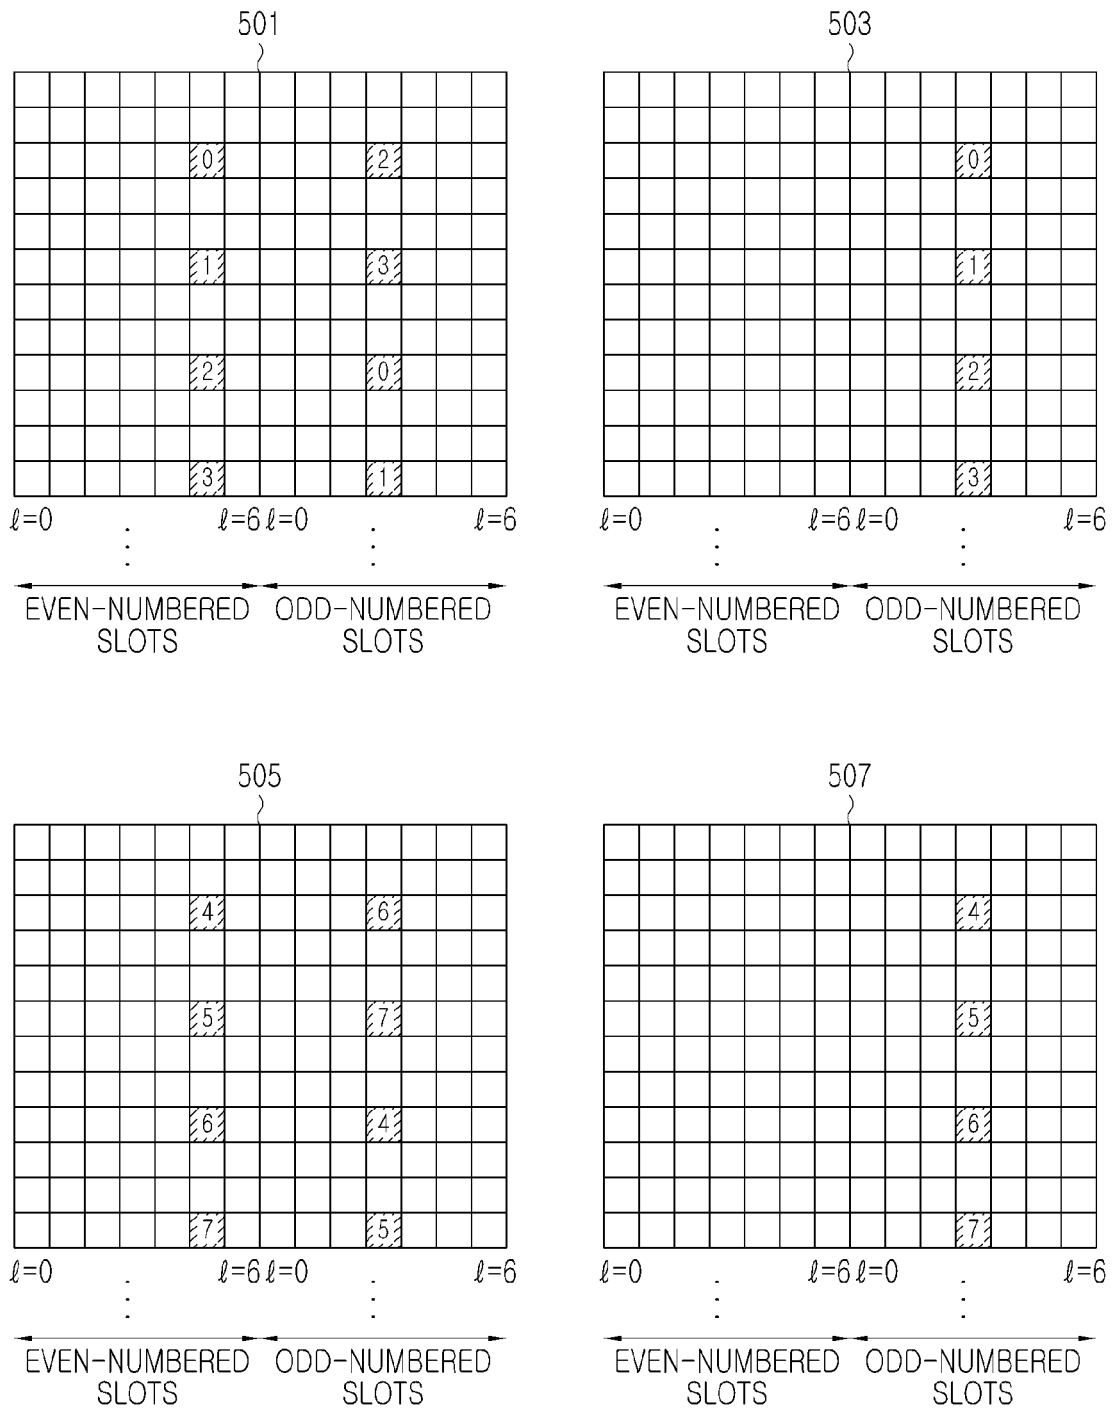 501
0 2
1 3
2 0
3 1
ℓ=0 ℓ=6 ℓ=0 ℓ=6
EVEN-NUMBERED SLOTS
ODD-NUMBERED SLOTS
503
0
1
2
3
ℓ=0 ℓ=6 ℓ=0 ℓ=6
EVEN-NUMBERED SLOTS
ODD-NUMBERED SLOTS
505
4 6
5 7
6 4
7 5
ℓ=0 ℓ=6 ℓ=0 ℓ=6
EVEN-NUMBERED SLOTS
ODD-NUMBERED SLOTS
507
4
5
6
7
ℓ=0 ℓ=6 ℓ=0 ℓ=6
EVEN-NUMBERED SLOTS
ODD-NUMBERED SLOTS